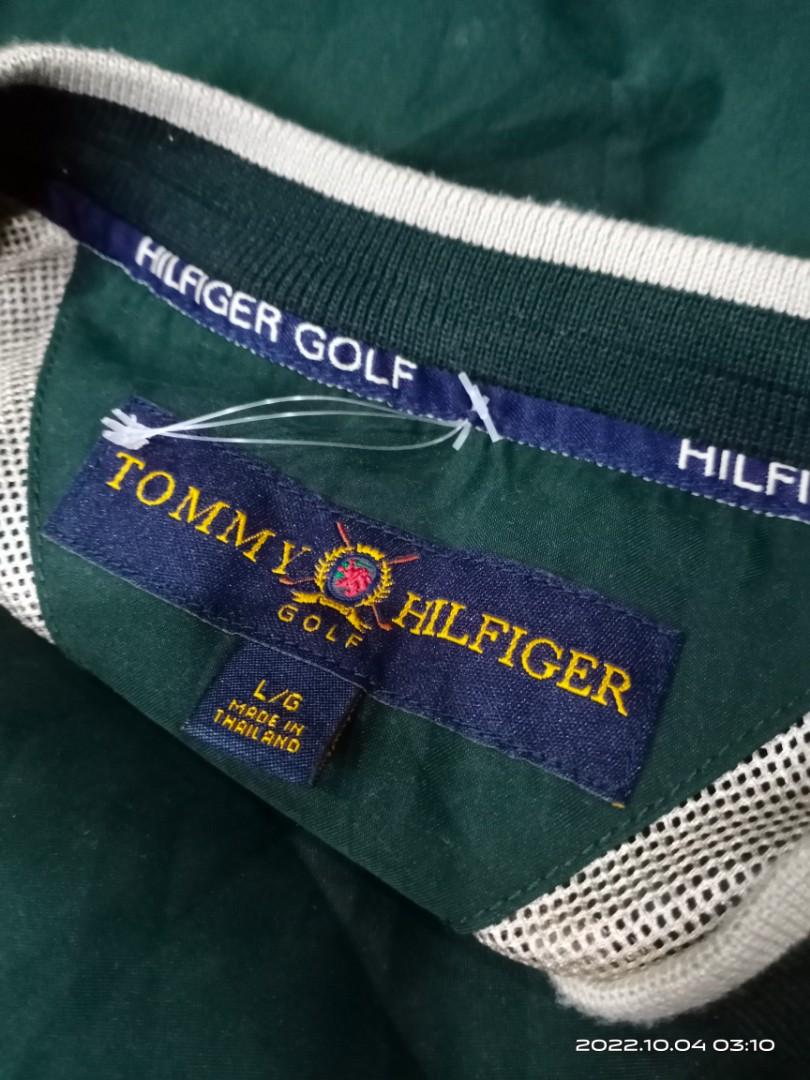 HILFIGER GOLF
HILFI
TOMMY HILFIGER
GOLF
L/G
MADE IN
THAILAND
2022.10.04 03:10